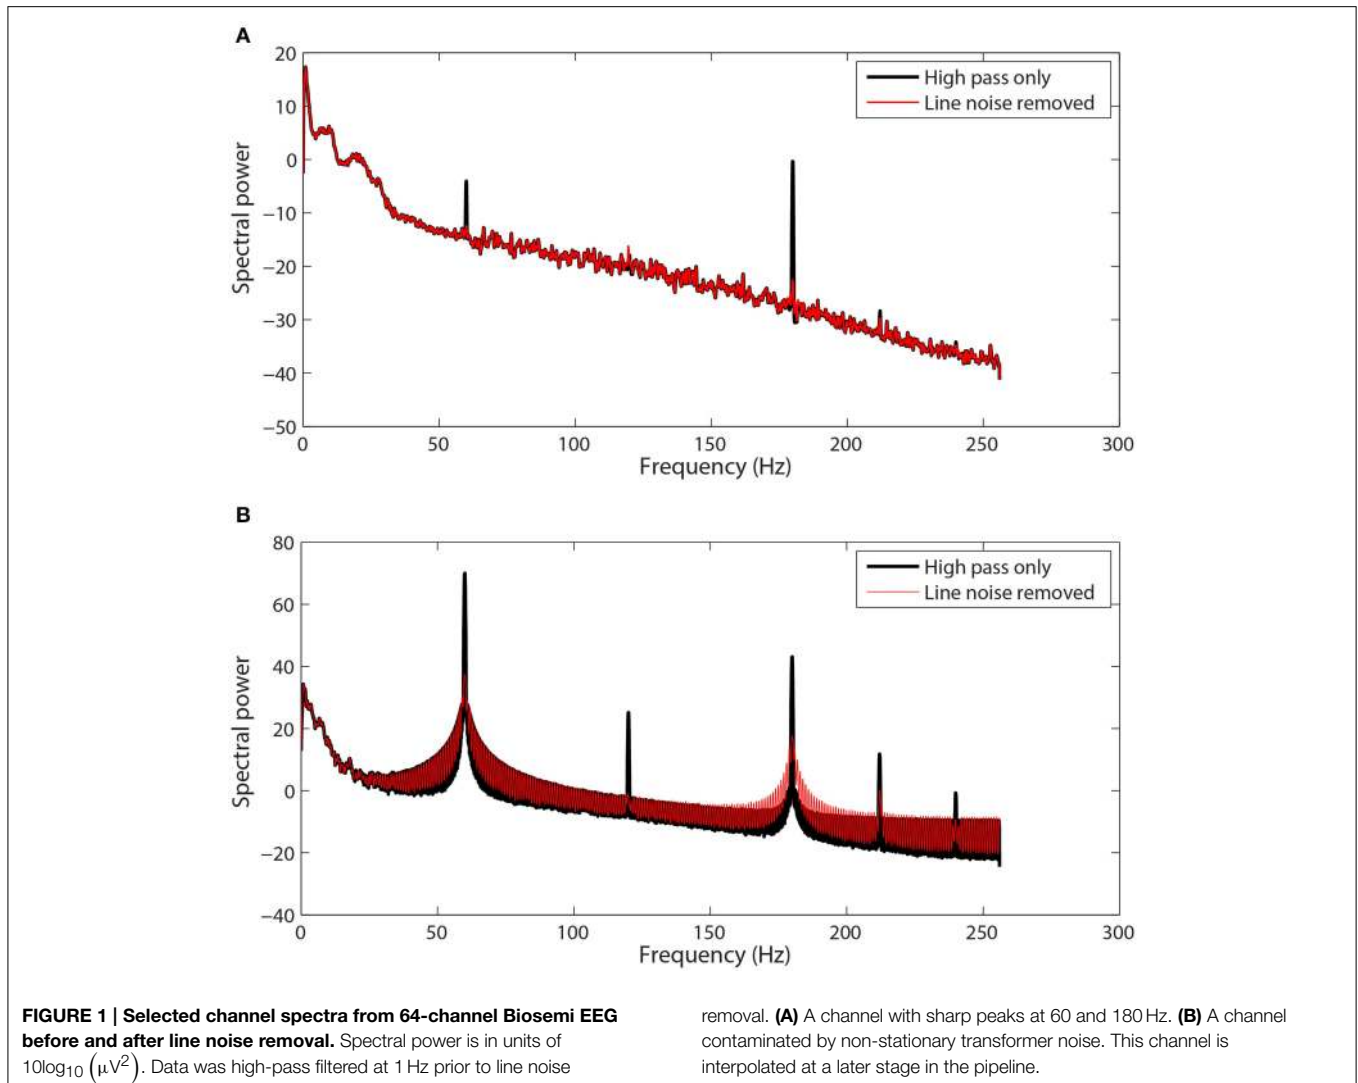 A
20
10
0
−10
−20
−30
−40
−50
0
50
100
150
200
250
300
Spectral power
Frequency (Hz)
High pass only
Line noise removed
B
80
60
40
20
0
−20
−40
0
50
100
150
200
250
300
Spectral power
Frequency (Hz)
High pass only
Line noise removed
FIGURE 1 | Selected channel spectra from 64-channel Biosemi EEG
before and after line noise removal. Spectral power is in units of
10log10 (μV2). Data was high-pass filtered at 1 Hz prior to line noise
removal. (A) A channel with sharp peaks at 60 and 180 Hz. (B) A channel
contaminated by non-stationary transformer noise. This channel is
interpolated at a later stage in the pipeline.